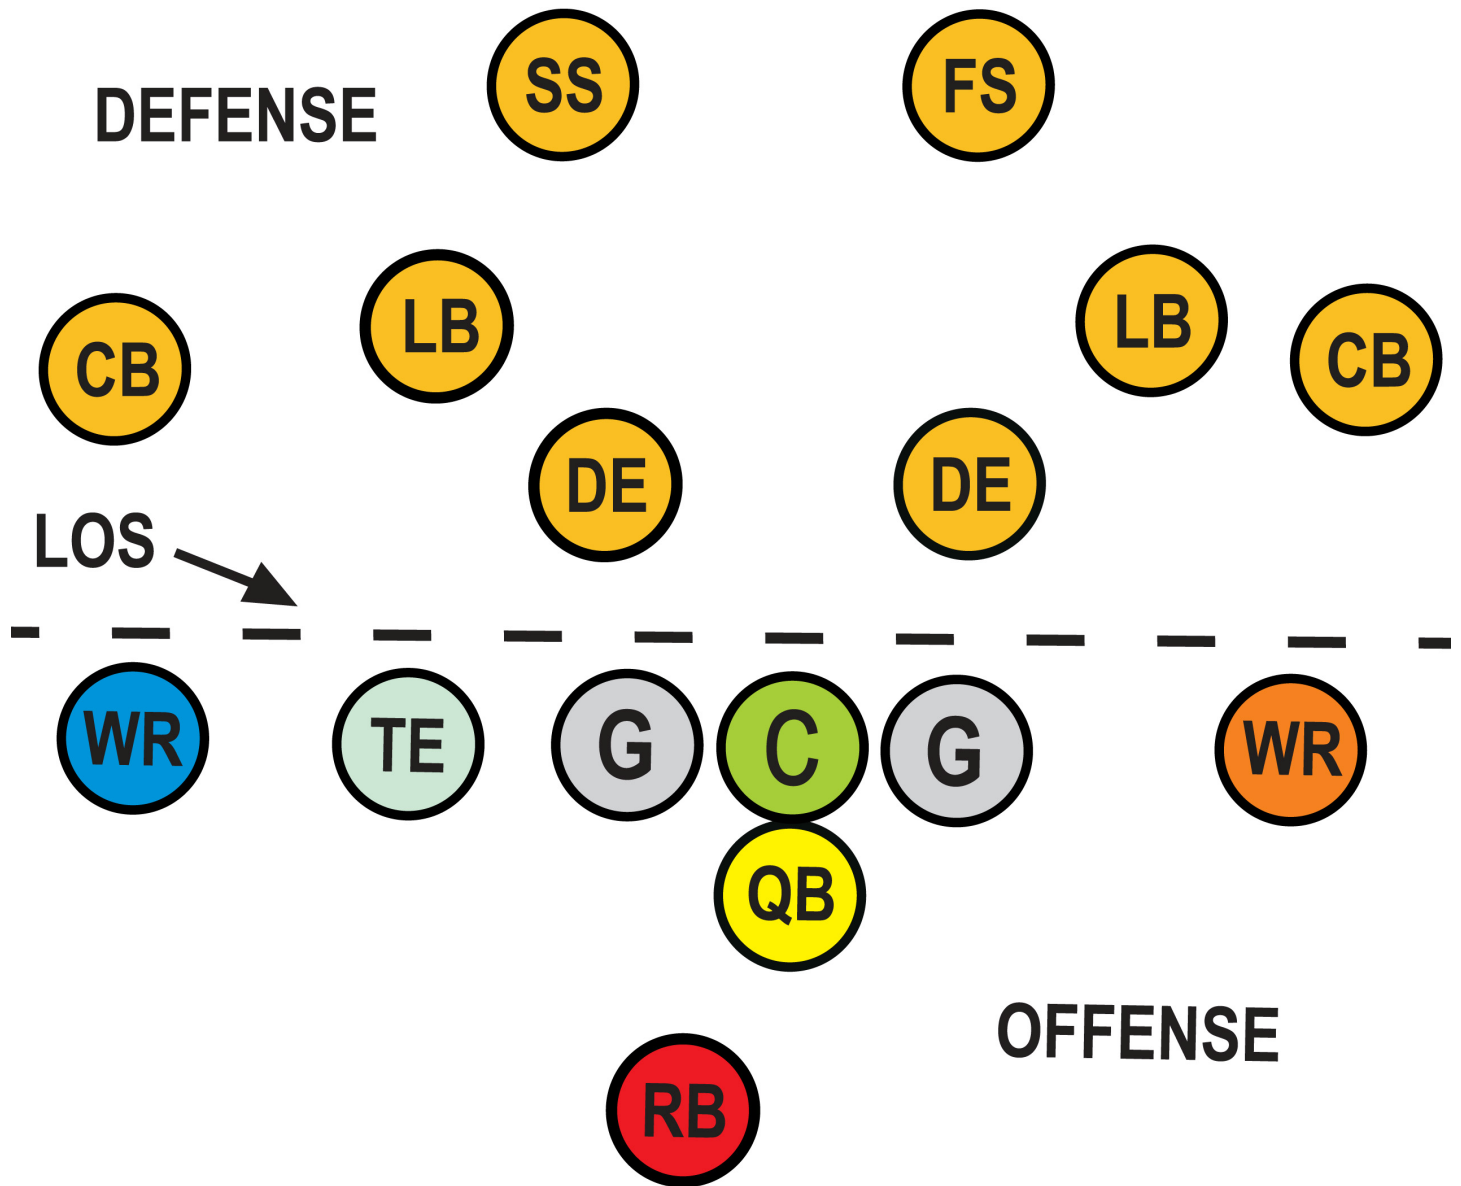 SS FS
DEFENSE
LB LB
CB CB
DE DE
LOS
WR TE G C G WR
QB
OFFENSE
RB